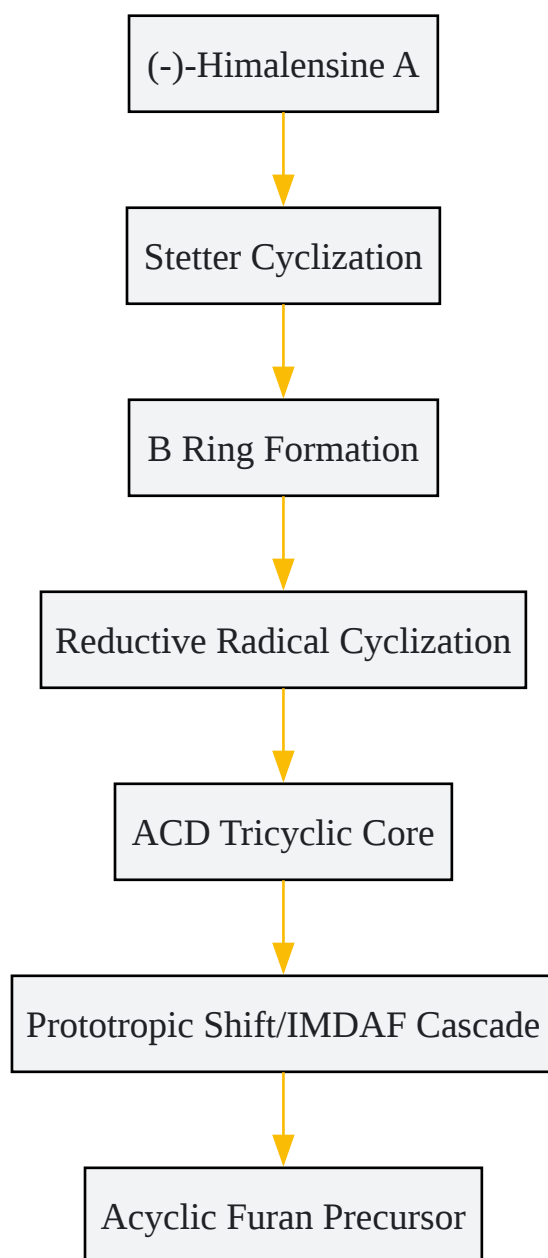 (-)-Himalensine A
Stetter Cyclization
B Ring Formation
Reductive Radical Cyclization
ACD Tricyclic Core
Prototropic Shift/IMDAF Cascade
Acyclic Furan Precursor